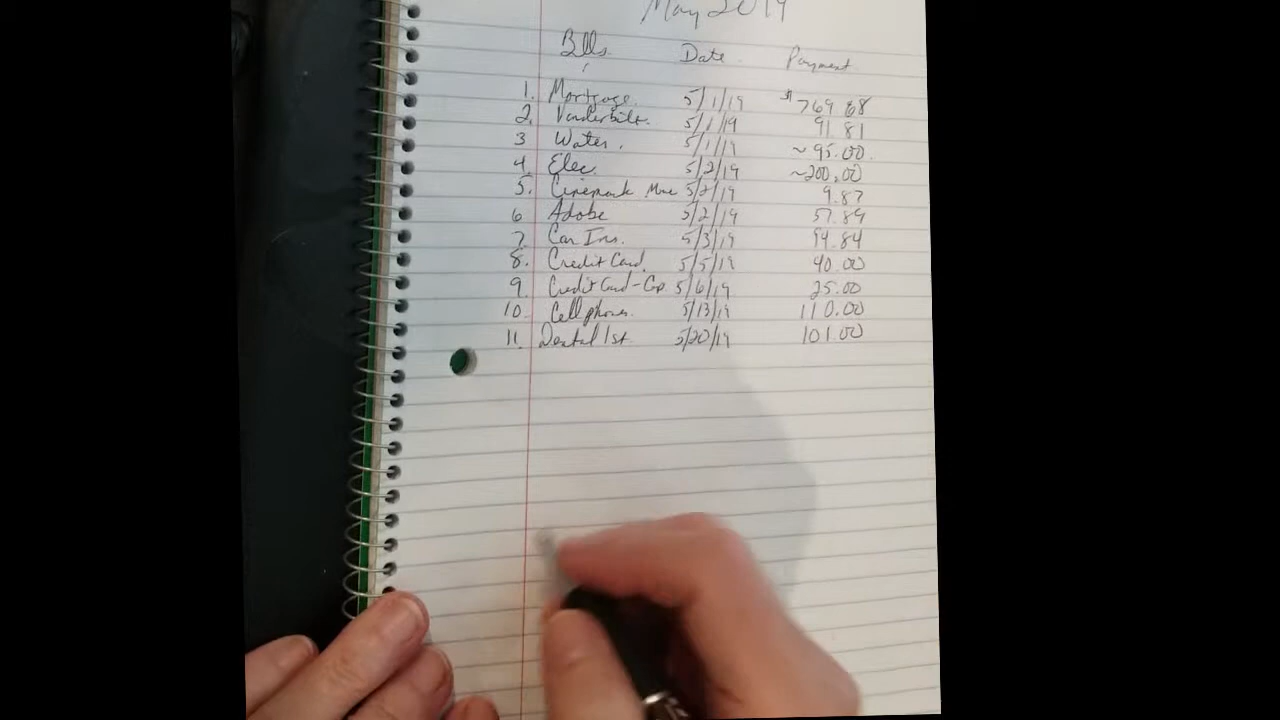 May 2019
Bills Date Payment
1. Mortgage 5/1/19 $769.68
2. Vanderbilt. 5/1/19 91.81
3 Water. 5/1/19 ~95.00
4. Elec. 5/2/19 ~200.00
5. Cinemark Movie 5/2/19 9.87
6 Adobe 5/2/19 57.89
7 Car Ins. 5/3/19 94.84
8. Credit Card. 5/5/19 40.00
9. Credit Card-Cap 5/6/19 25.00
10. Cellphones. 5/13/19 110.00
11. Dental 1st. 5/20/19 101.00